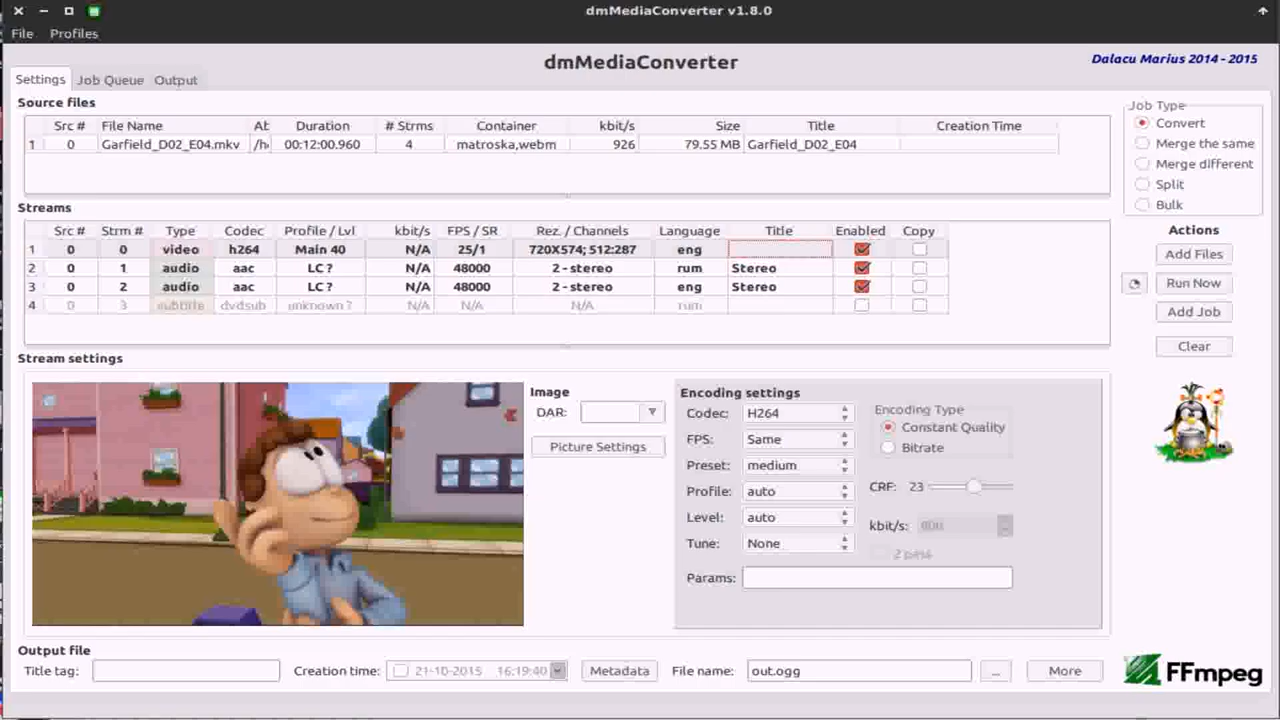 dmMediaConverter v1.8.0
File Profiles
dmMediaConverter
Dalacu Marius 2014 - 2015
Settings Job Queue Output
Source files
Src # File Name Duration # Strms Container kbit/s Size Title Creation Time
1 0 Garfield_D02_E04.mkv 00:12:00.960 4 matroska,webm 926 79.55 MB Garfield_D02_E04
Job Type
Convert
Merge the same
Merge different
Split
Bulk
Streams
Src # Strm # Type Codec Profile / Lvl kbit/s FPS / SR Rez. / Channels Language Title Enabled Copy
1 0 0 video h264 Main 40 N/A 25/1 720X574; 512:287 eng
2 0 1 audio aac LC ? N/A 48000 2 - stereo rum Stereo
3 0 2 audio aac LC ? N/A 48000 2 - stereo eng Stereo
4 0 3 subtitle dvdsub unknown ? N/A N/A N/A rum
Actions
Add Files
Run Now
Add Job
Clear
Stream settings
Image
DAR:
Picture Settings
Encoding settings
Codec: H264
FPS: Same
Preset: medium
Profile: auto
Level: auto
Tune: None
Params:
Encoding Type
Constant Quality
Bitrate
CRF: 23
kbit/s: 800
2 pass
Output file
Title tag: Creation time: 21-10-2015 16:19:40 Metadata File name: out.ogg ... More
FFmpeg